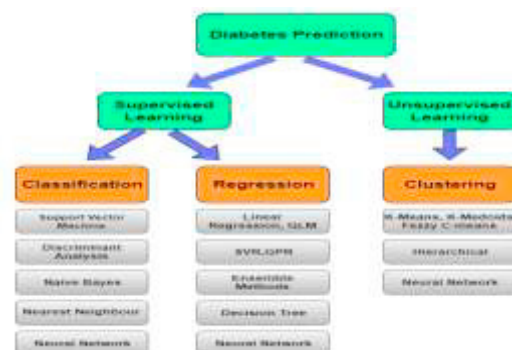 Diabetes Prediction
Supervised
Learning
Unsupervised
Learning
Classification
Regression
Clustering
Support Vector
Machine
Discriminant
Analysis
Naive Bayes
Nearest Neighbour
Neural Network
Linear
Regression, GLM
SVR,GPR
Ensemble
Methods
Decision Tree
Neural Network
K-Means, K-Medoids
Fuzzy C-means
Hierarchical
Neural Network